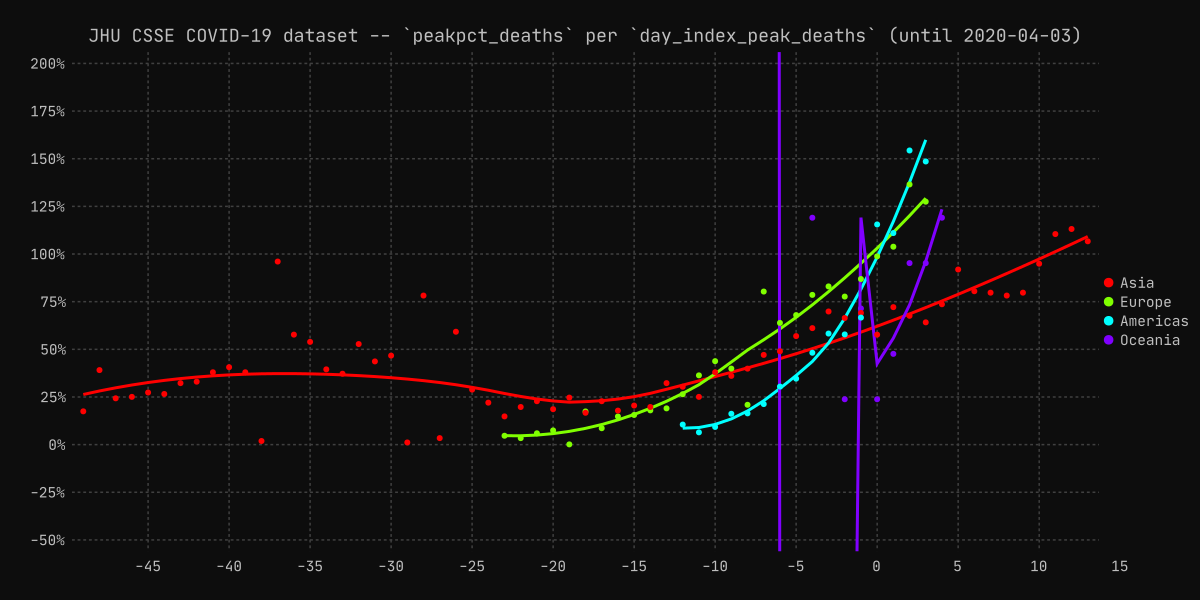 JHU CSSE COVID-19 dataset -- `peakpct_deaths` per `day_index_peak_deaths` (until 2020-04-03)
200%
175%
150%
125%
100%
75%
50%
25%
0%
-25%
-50%
-45 -40 -35 -30 -25 -20 -15 -10 -5 0 5 10 15
Asia
Europe
Americas
Oceania